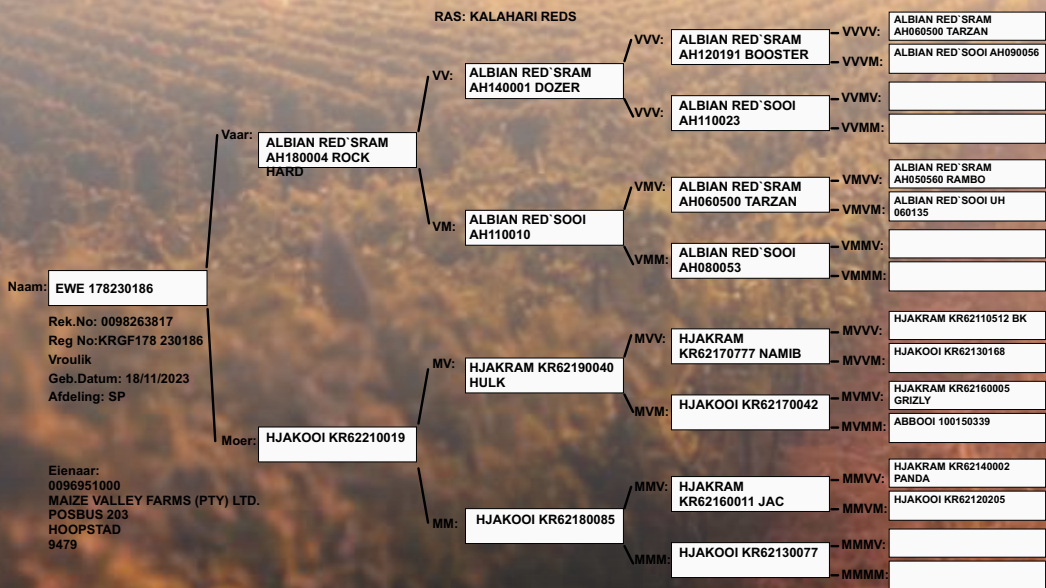 RAS: KALAHARI REDS
Naam:
EWE 178230186
Rek.No: 0098263817
Reg No:KRGF178 230186
Vroulik
Geb.Datum: 18/11/2023
Afdeling: SP
Eienaar:
0096951000
MAIZE VALLEY FARMS (PTY) LTD.
POSBUS 203
HOOPSTAD
9479
Vaar:
ALBIAN RED`SRAM
AH180004 ROCK
HARD
Moer:
HJAKOOI KR62210019
VV:
ALBIAN RED`SRAM
AH140001 DOZER
VM:
ALBIAN RED`SOOI
AH110010
MV:
HJAKRAM KR62190040
HULK
MM:
HJAKOOI KR62180085
VVV:
ALBIAN RED`SRAM
AH120191 BOOSTER
VVV:
ALBIAN RED`SOOI
AH110023
VMV:
ALBIAN RED`SRAM
AH060500 TARZAN
VMM:
ALBIAN RED`SOOI
AH080053
MVV:
HJAKRAM
KR62170777 NAMIB
MVM:
HJAKOOI KR62170042
MMV:
HJAKRAM
KR62160011 JAC
MMM:
HJAKOOI KR62130077
VVVV:
ALBIAN RED`SRAM
AH060500 TARZAN
VVVM:
ALBIAN RED`SOOI AH090056
VVMV:
VVMM:
VMVV:
ALBIAN RED`SRAM
AH050560 RAMBO
VMVM:
ALBIAN RED`SOOI UH
060135
VMMV:
VMMM:
MVVV:
HJAKRAM KR62110512 BK
MVVM:
HJAKOOI KR62130168
MVMV:
HJAKRAM KR62160005
GRIZLY
MVMM:
ABBOOI 100150339
MMVV:
HJAKRAM KR62140002
PANDA
MMVM:
HJAKOOI KR62120205
MMMV:
MMMM: